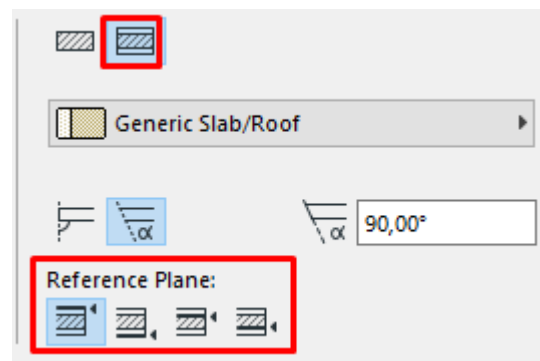 Generic Slab/Roof
α
α
90,00°
Reference Plane: